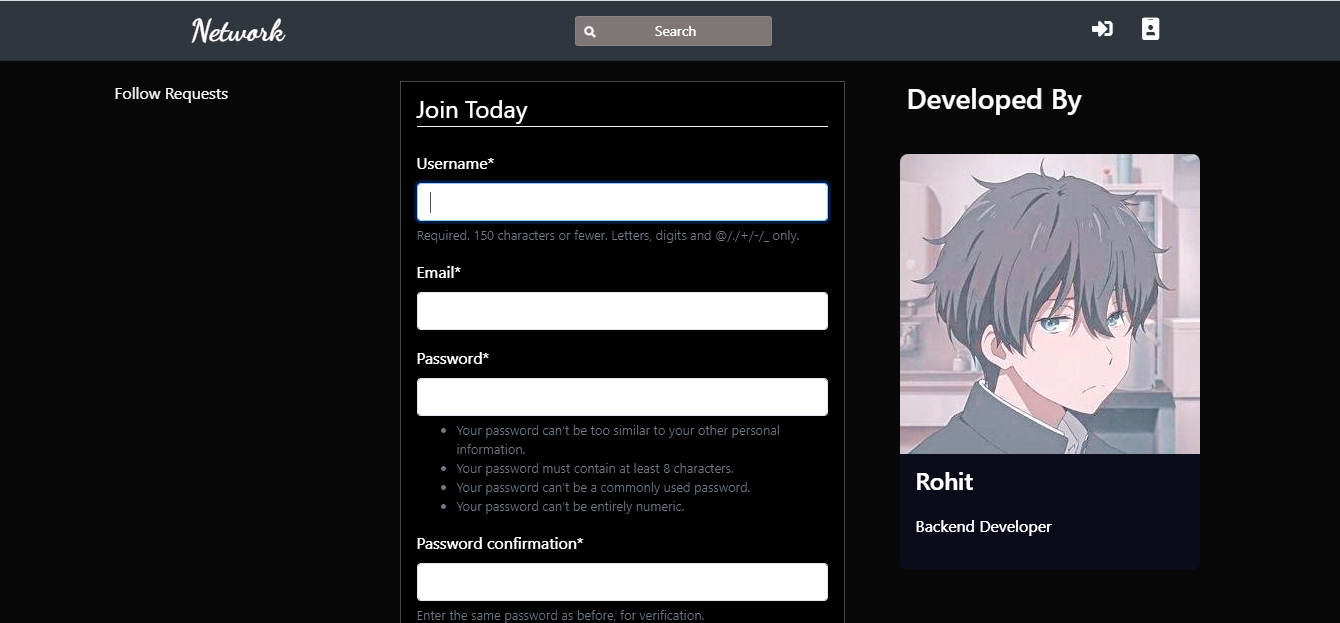 Network
Search
Follow Requests
Join Today
Username*
Required. 150 characters or fewer. Letters, digits and @/./+/-/_ only.
Email*
Password*
Your password can't be too similar to your other personal
information.
Your password must contain at least 8 characters.
Your password can't be a commonly used password.
Your password can't be entirely numeric.
Password confirmation*
Enter the same password as before, for verification.
Developed By
Rohit
Backend Developer